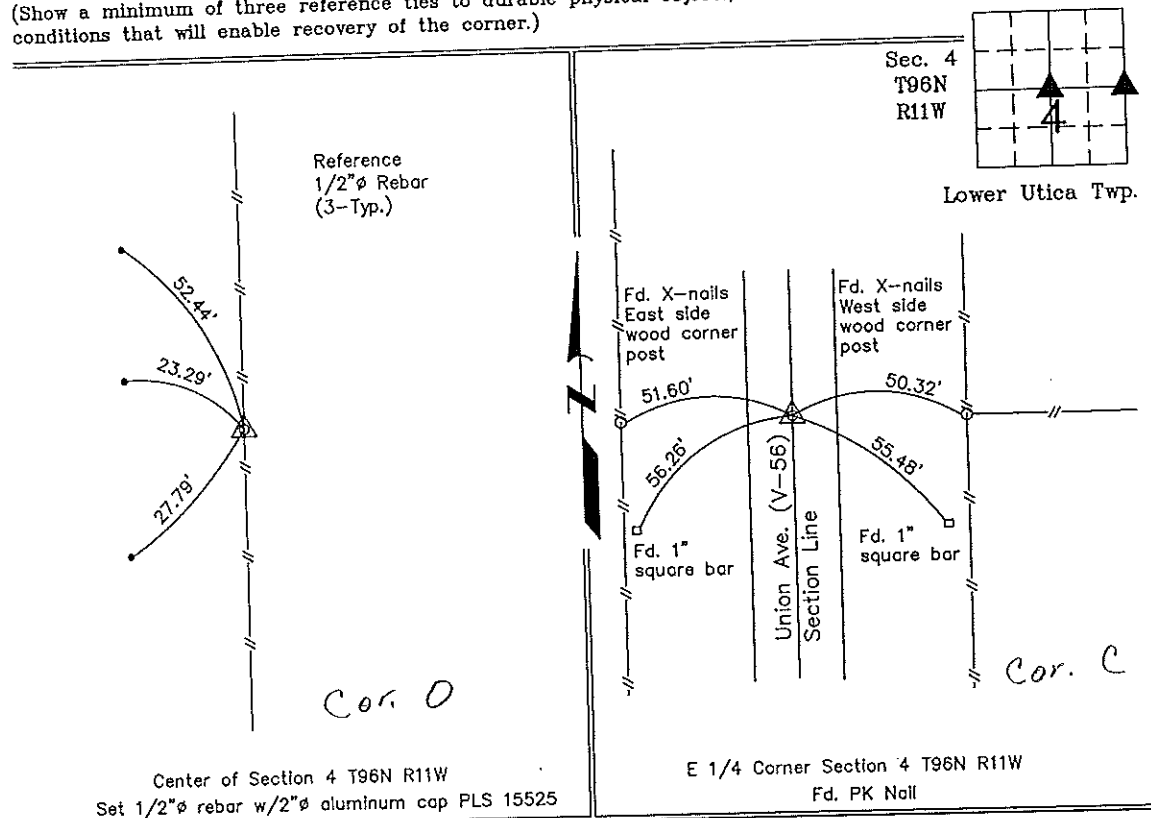 (Show a minimum of three reference ties to durable physical
conditions that will enable recovery of the corner.)
Sec. 4
T96N
R11W
4
Lower Utica Twp.
Reference
1/2"ø Rebar
(3-Typ.)
52.44'
23.29'
27.79'
Cor. O
Center of Section 4 T96N R11W
Set 1/2"ø rebar w/2"ø aluminum cap PLS 15525
Fd. X-nails
East side
wood corner
post
Fd. X-nails
West side
wood corner
post
51.60'
50.32'
56.26'
55.48'
Fd. 1"
square bar
Union Ave. (V-56)
Section Line
Fd. 1"
square bar
Cor. C
E 1/4 Corner Section 4 T96N R11W
Fd. PK Nail